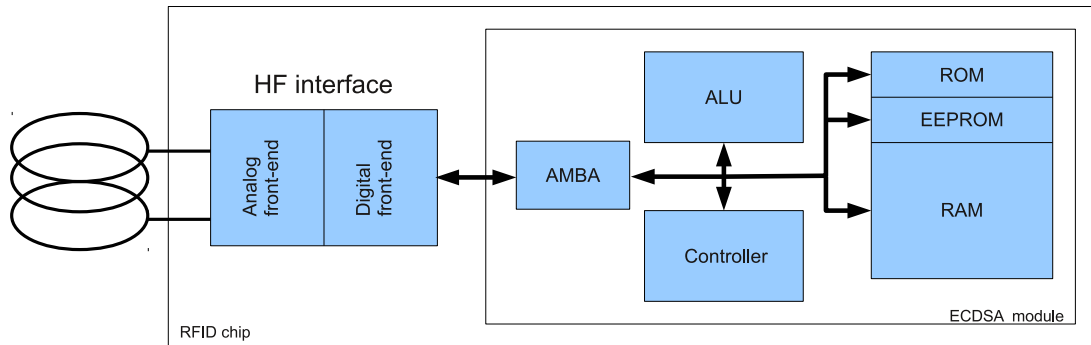 HF interface
Analog
front-end
Digital
front-end
AMBA
ALU
Controller
ROM
EEPROM
RAM
ECDSA module
RFID chip